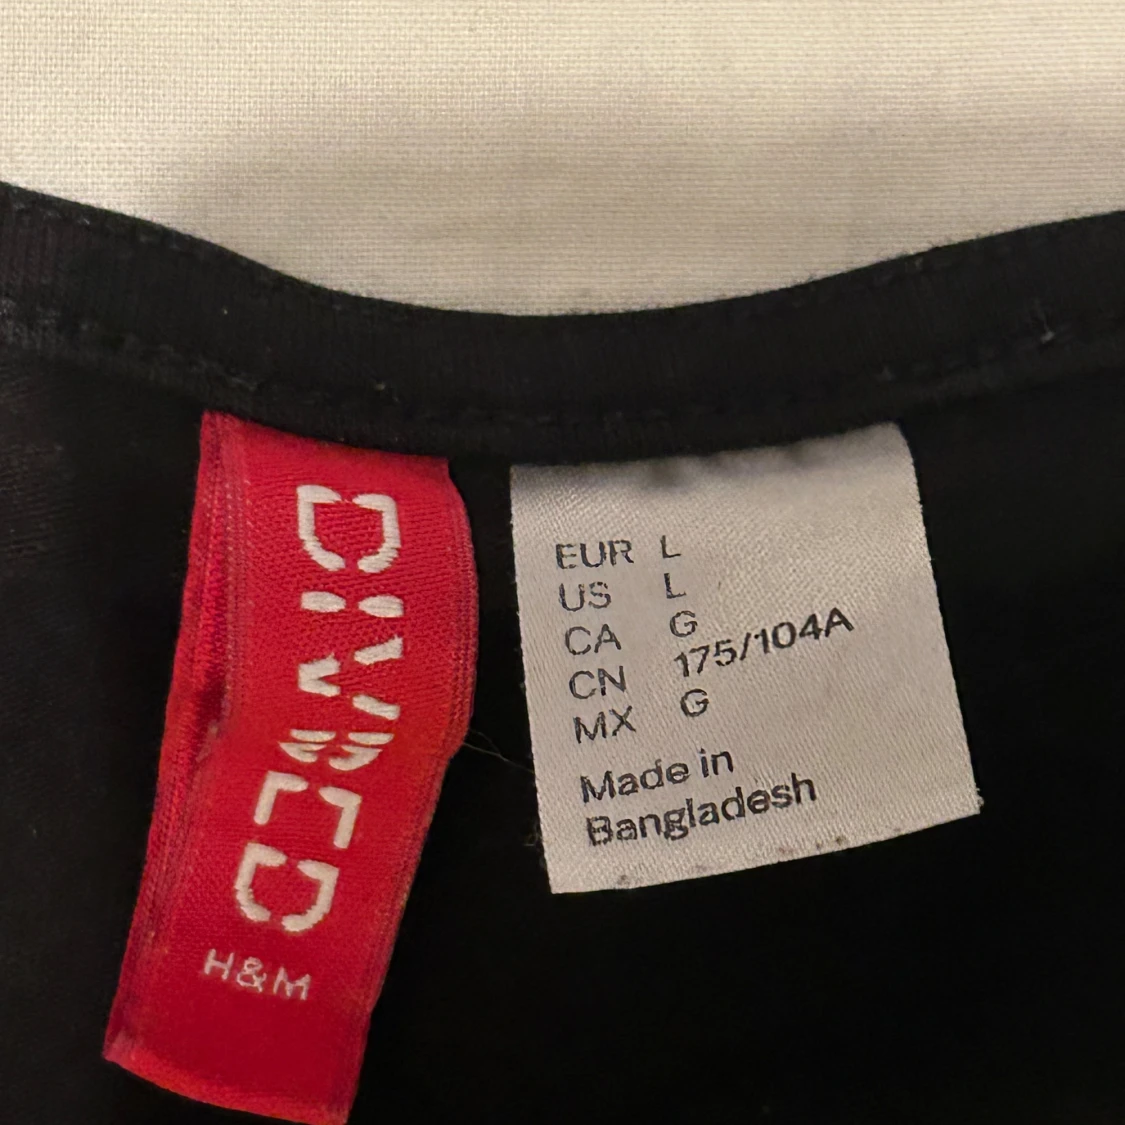 DIVIDED
H&M
EUR L
US L
CA G
CN 175/104A
MX G
Made in
Bangladesh